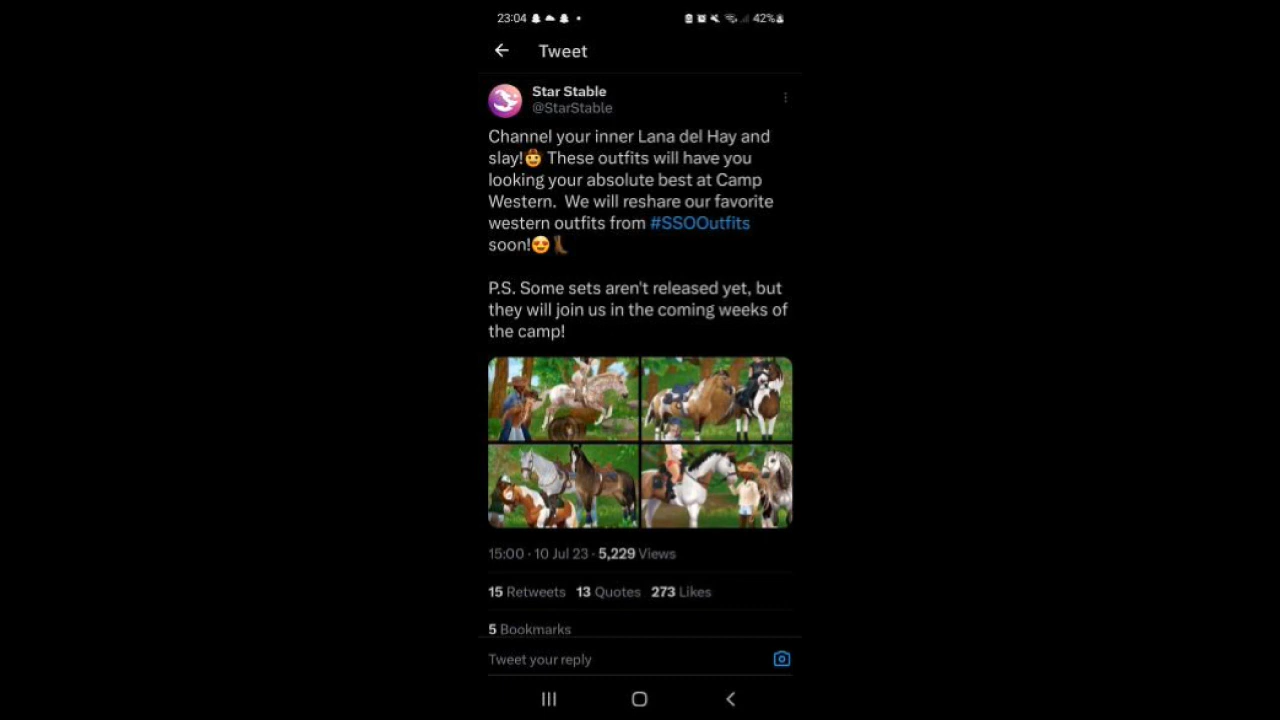 23:04 42%
Tweet
Star Stable
@StarStable
Channel your inner Lana del Hay and
slay!🤠 These outfits will have you
looking your absolute best at Camp
Western.  We will reshare our favorite
western outfits from #SSOOutfits
soon!😍👢
P.S. Some sets aren't released yet, but
they will join us in the coming weeks of
the camp!
15:00 · 10 Jul 23 · 5,229 Views
15 Retweets 13 Quotes 273 Likes
5 Bookmarks
Tweet your reply